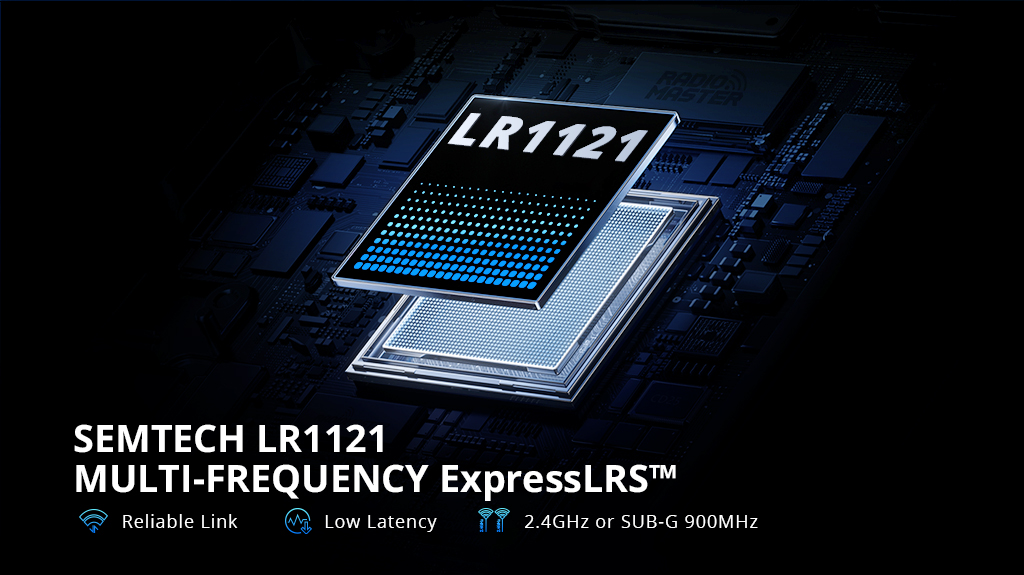 RADIO
MASTER
LR1121
SEMTECH LR1121
MULTI-FREQUENCY ExpressLRS™
Reliable Link
Low Latency
2.4GHz or SUB-G 900MHz